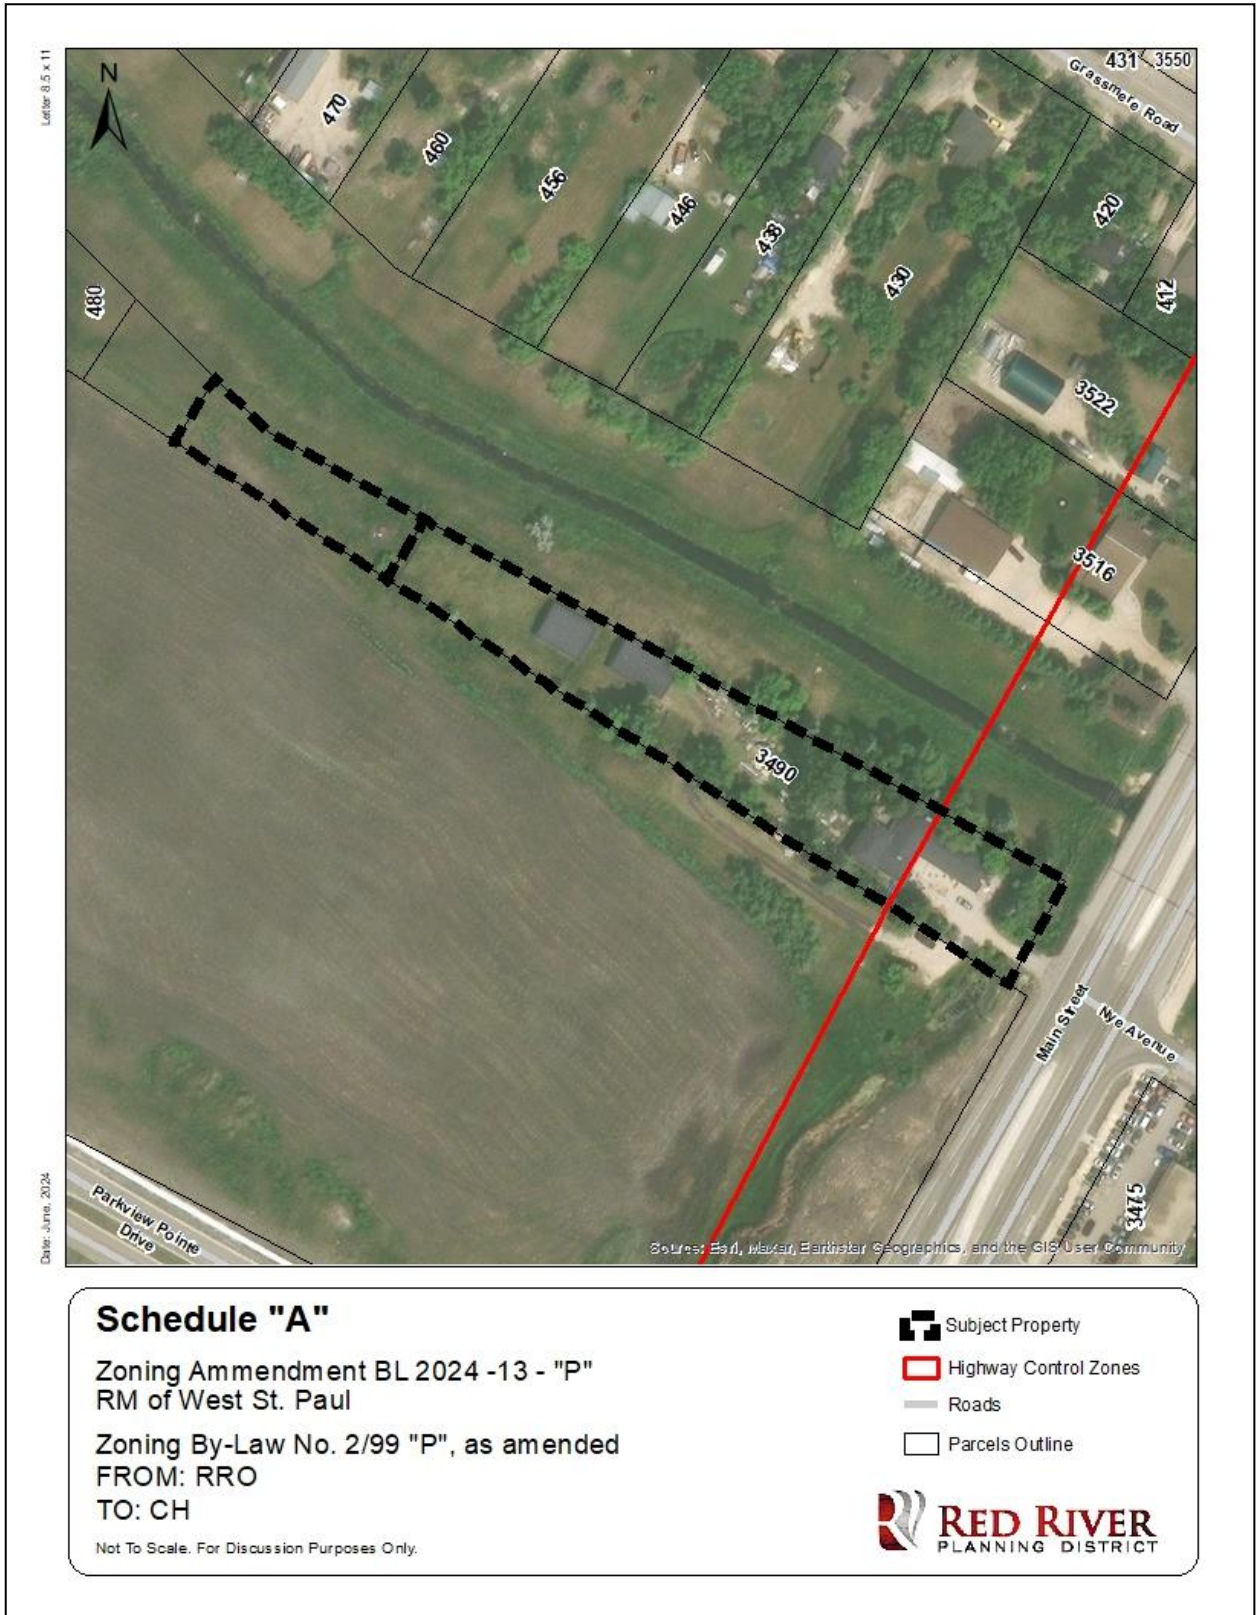 Letter 8.5 x 11
N
431
3550
Grassmere Road
470
460
456
446
438
430
420
412
480
3522
3516
3490
Main Street
Nye Avenue
3475
Parkview Pointe
Drive
Date: June, 2024
Source: Esri, Maxar, Earthstar Geographics, and the GIS User Community
Schedule "A"
Zoning Ammendment BL 2024 -13 - "P"
RM of West St. Paul
Zoning By-Law No. 2/99 "P", as amended
FROM: RRO
TO: CH
Not To Scale. For Discussion Purposes Only.
Subject Property
Highway Control Zones
Roads
Parcels Outline
RED RIVER
PLANNING DISTRICT